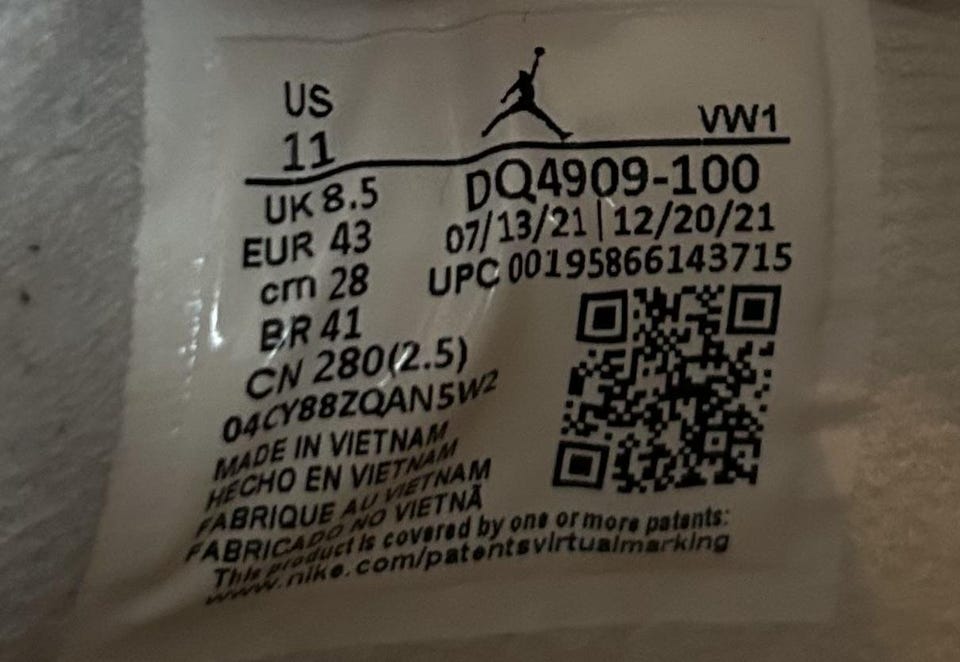 US
11
VW1
UK 8.5
EUR 43
cm 28
BR 41
CN 280(2.5)
04CY88ZQAN5W2
DQ4909-100
07/13/21|12/20/21
UPC 00195866143715
MADE IN VIETNAM
HECHO EN VIETNAM
FABRIQUE AU VIETNAM
FABRICADO NO VIETNÃ
This product is covered by one or more patents:
www.nike.com/patentsvirtualmarking